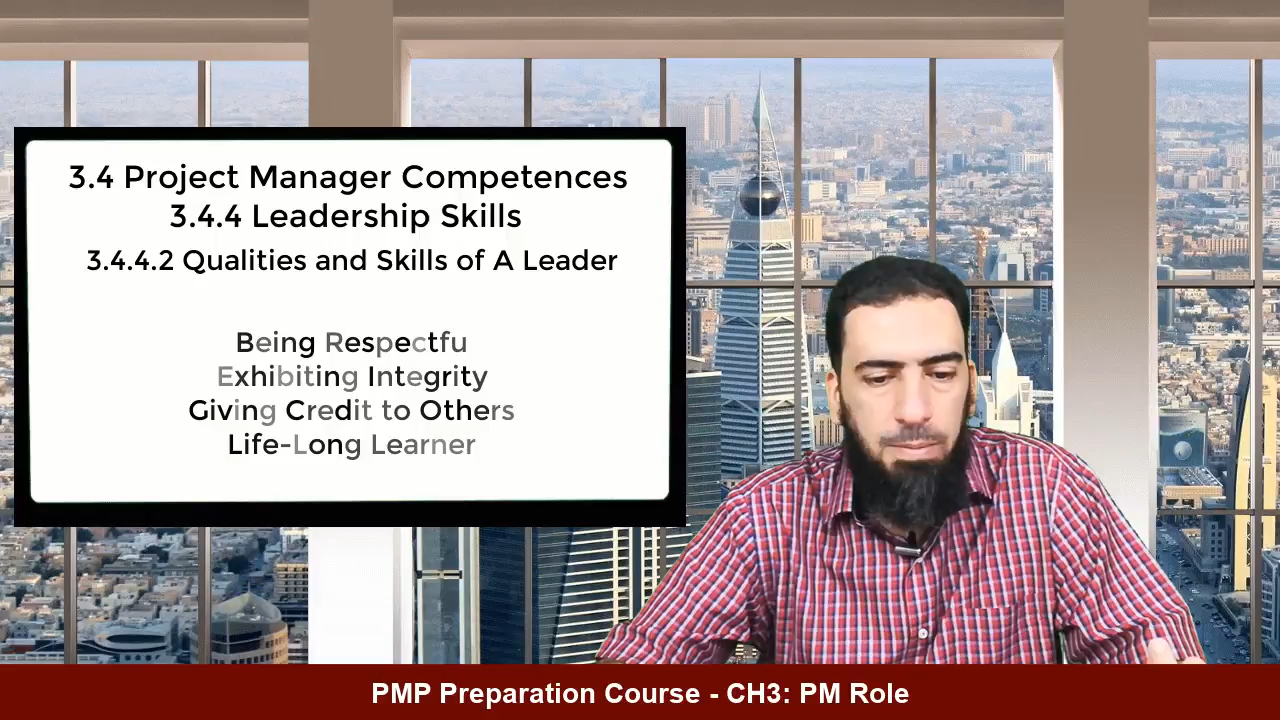 3.4 Project Manager Competences
3.4.4 Leadership Skills
3.4.4.2 Qualities and Skills of A Leader
Being Respectfu
Exhibiting Integrity
Giving Credit to Others
Life-Long Learner
PMP Preparation Course - CH3: PM Role